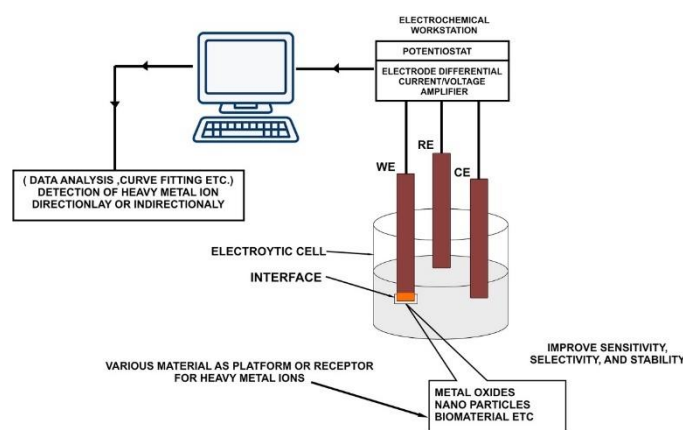 ELECTROCHEMICAL
WORKSTATION
POTENTIOSTAT
ELECTRODE DIFFERENTIAL
CURRENT/VOLTAGE
AMPLIFIER
RE
WE
CE
( DATA ANALYSIS ,CURVE FITTING ETC.)
DETECTION OF HEAVY METAL ION
DIRECTIONLAY OR INDIRECTIONALY
ELECTROYTIC CELL
INTERFACE
IMPROVE SENSITIVITY,
SELECTIVITY, AND STABILITY
VARIOUS MATERIAL AS PLATFORM OR RECEPTOR
FOR HEAVY METAL IONS
METAL OXIDES
NANO PARTICLES
BIOMATERIAL ETC